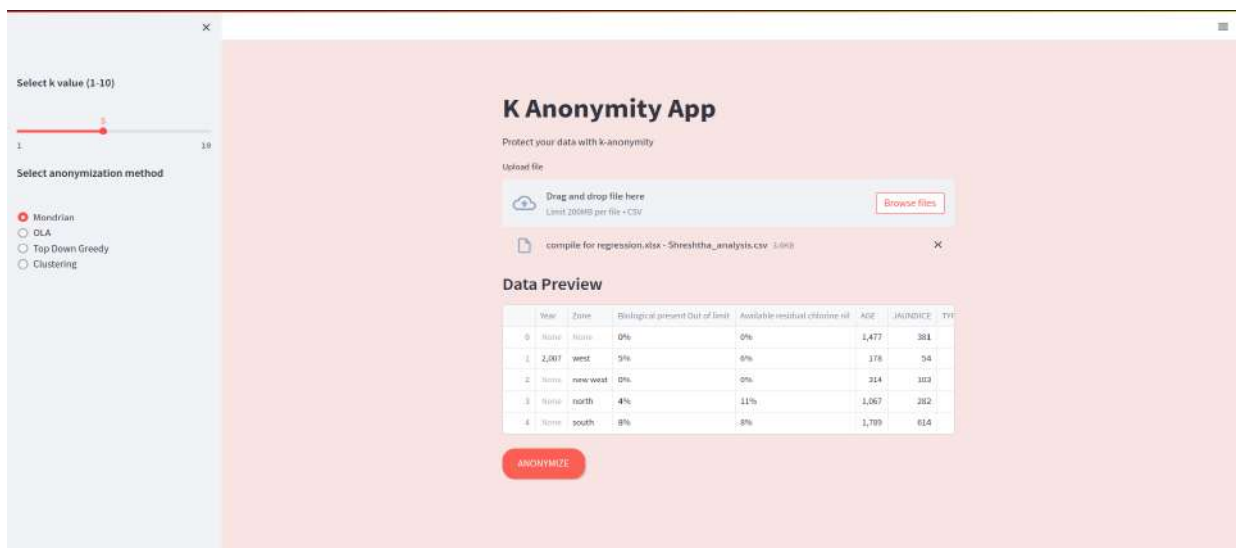 Select k value (1-10)
5
1 10
Select anonymization method
Mondrian
OLA
Top Down Greedy
Clustering
K Anonymity App
Protect your data with k-anonymity
Upload file
Drag and drop file here
Limit 200MB per file • CSV
Browse files
compile for regression.xlsx - Shreshtha_analysis.csv
Data Preview
Year Zone Biological present Out of limit Available residual chlorine nil AGE JAUNDICE TY
0 None None 0% 0% 1,477 381
1 2,007 west 5% 6% 178 54
2 None new west 0% 0% 314 103
3 None north 4% 11% 1,067 282
4 None south 8% 8% 1,789 614
ANONYMIZE